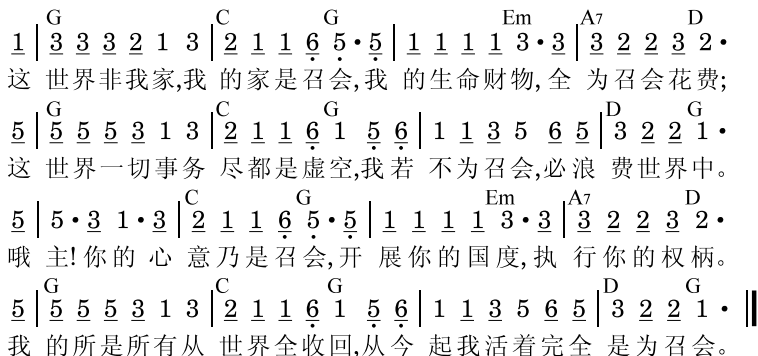 G C G Em A7 D
1 | 3 3 3 2 1 3 | 2 1 1 6 5 · 5 | 1 1 1 1 3 · 3 | 3 2 2 3 2 ·
这 世界非我家,我 的家是召会,我 的生命财物,全 为召会花费;
G C G D G
5 | 5 5 5 3 1 3 | 2 1 1 6 1 5 6 | 1 1 3 5 6 5 | 3 2 2 1 ·
这 世界一切事务 尽都是虚空,我若 不为召会,必浪 费世界中。
C G Em A7 D
5 | 5 · 3 1 · 3 | 2 1 1 6 5 · 5 | 1 1 1 1 3 · 3 | 3 2 2 3 2 ·
哦 主!你的 心 意乃是召会,开 展你的国度,执 行你的权柄。
G C G D G
5 | 5 5 5 3 1 3 | 2 1 1 6 1 5 6 | 1 1 3 5 6 5 | 3 2 2 1 · ‖
我 的所是所有从 世界全收回,从今 起我活着完全 是为召会。